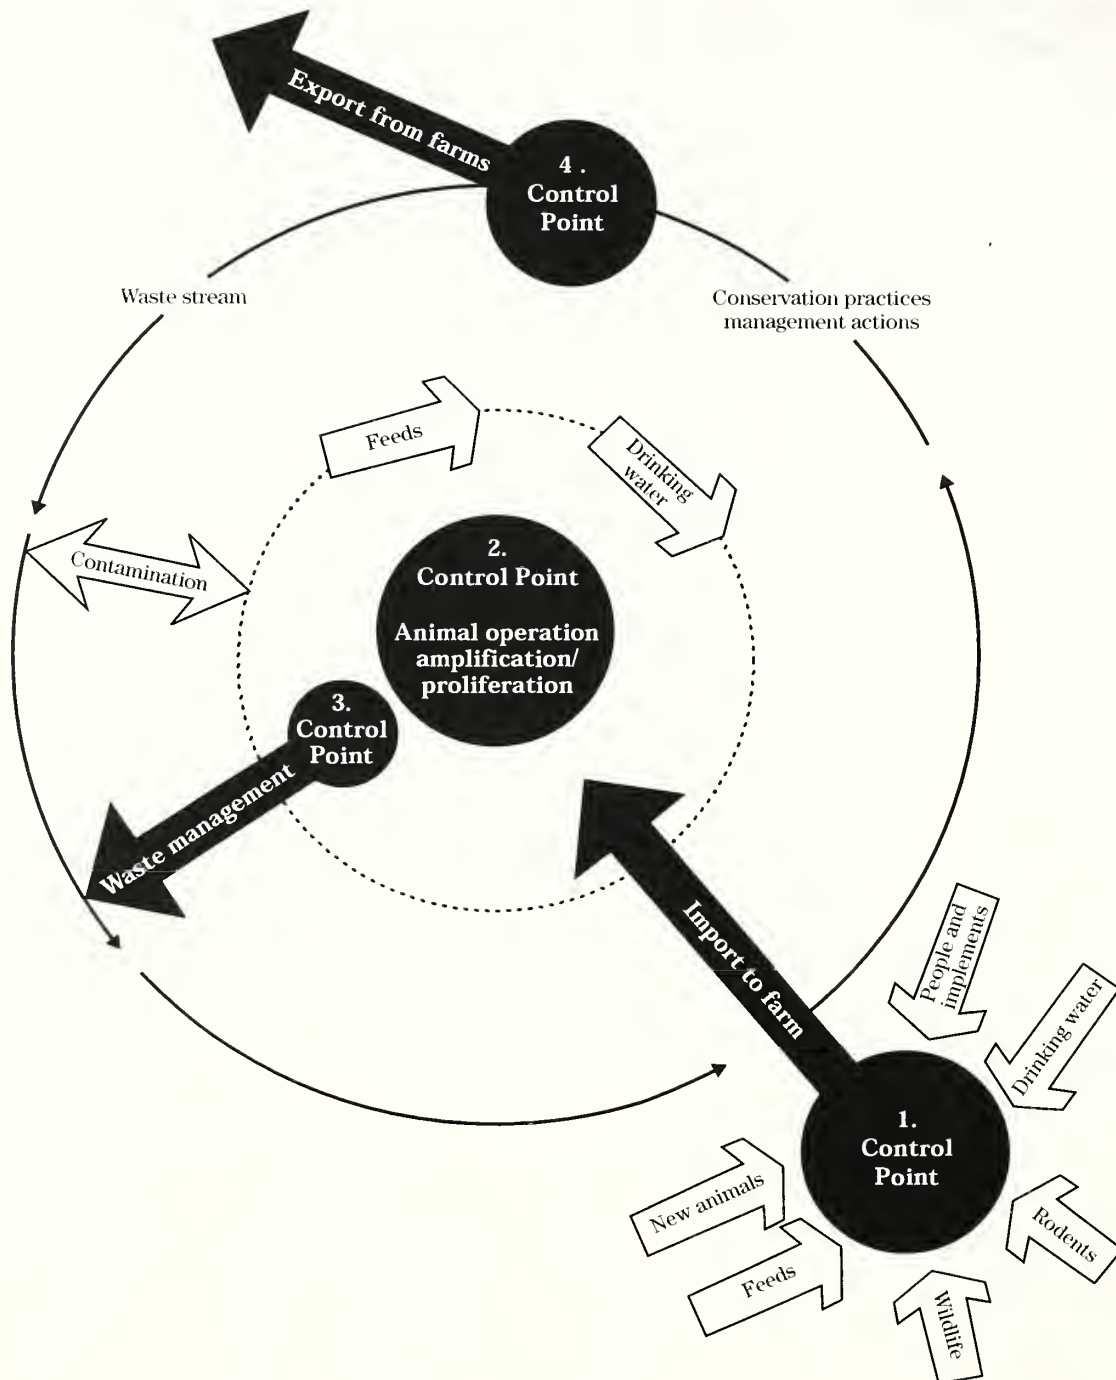 Export from farms
4 .
Control
Point
Waste stream
Conservation practices
management actions
Feeds
Drinking
water
Contamination
2.
Control Point
Animal operation
amplification/
proliferation
3.
Control
Point
Waste management
Import to farm
People and
implements
Drinking water
1.
Control
Point
New animals
Feeds
Rodents
Wildlife